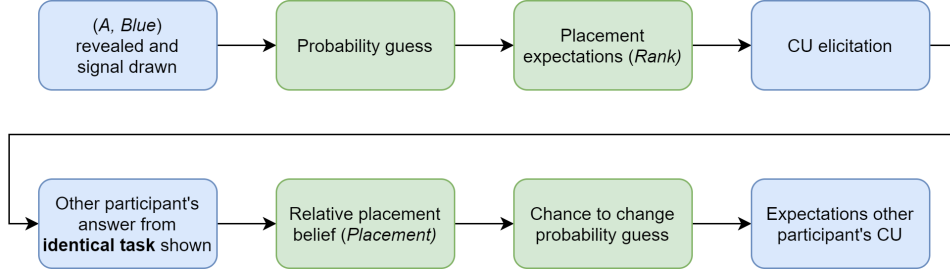 (A, Blue)
revealed and
signal drawn
Probability guess
Placement
expectations (Rank)
CU elicitation
Other participant's
answer from
identical task shown
Relative placement
belief (Placement)
Chance to change
probability guess
Expectations other
participant's CU